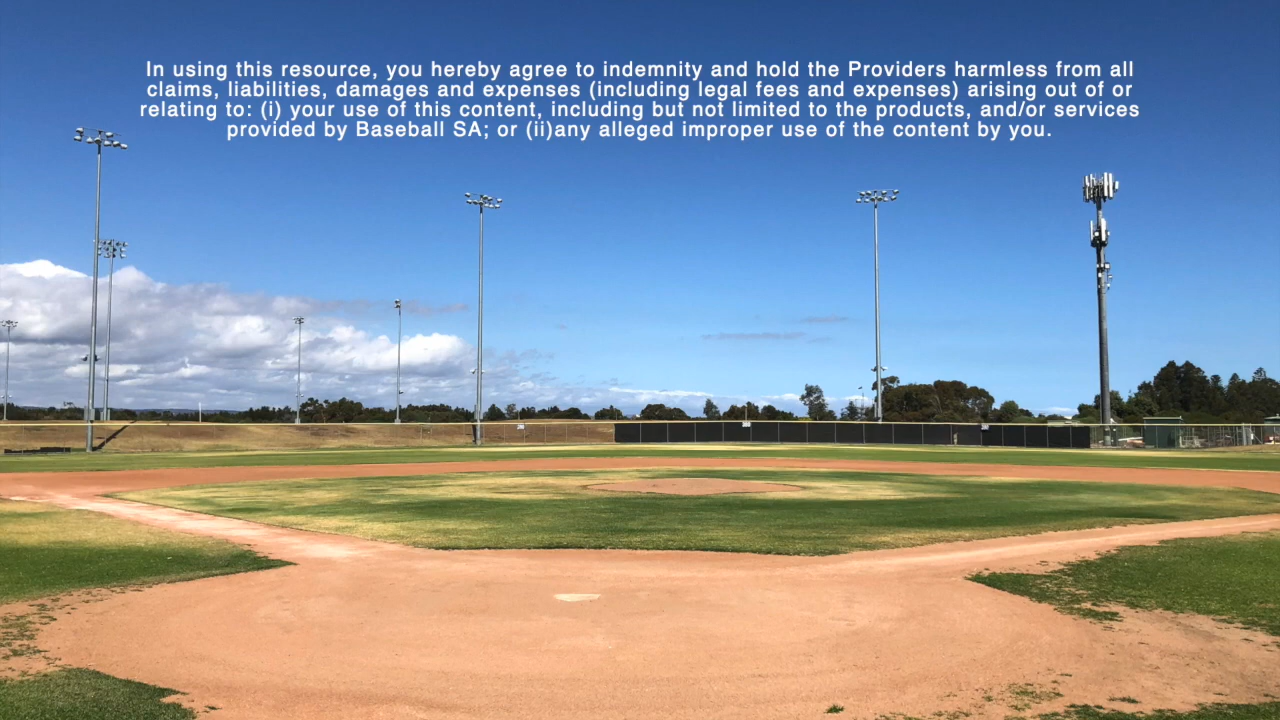 In using this resource, you hereby agree to indemnity and hold the Providers harmless from all
claims, liabilities, damages and expenses (including legal fees and expenses) arising out of or
relating to: (i) your use of this content, including but not limited to the products, and/or services
provided by Baseball SA; or (ii)any alleged improper use of the content by you.